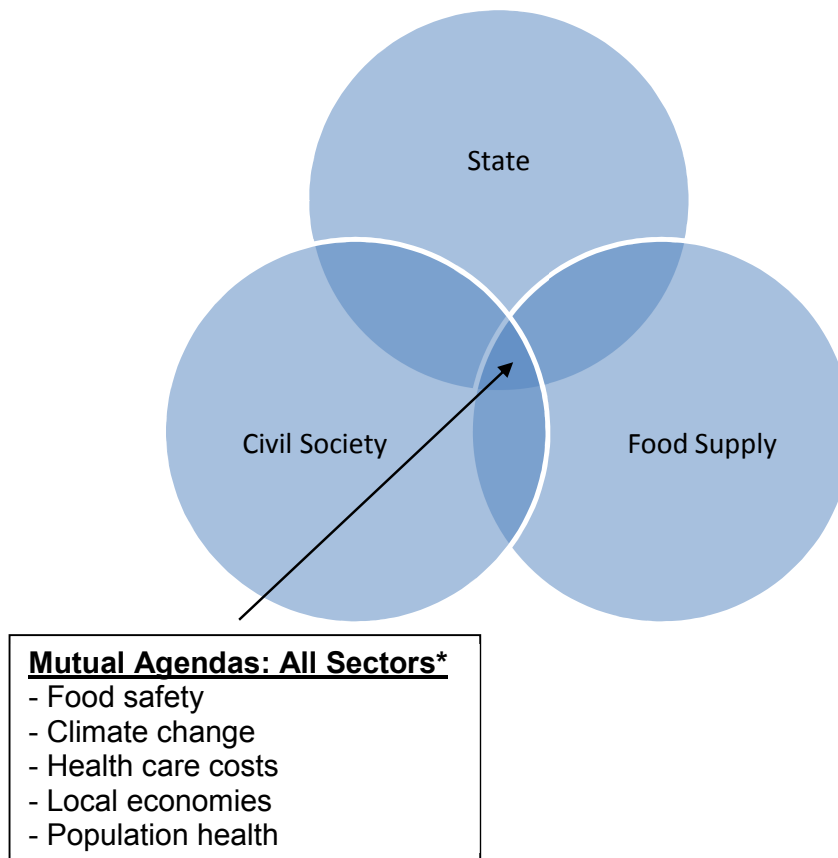 State
Civil Society
Food Supply
Mutual Agendas: All Sectors*
- Food safety
- Climate change
- Health care costs
- Local economies
- Population health